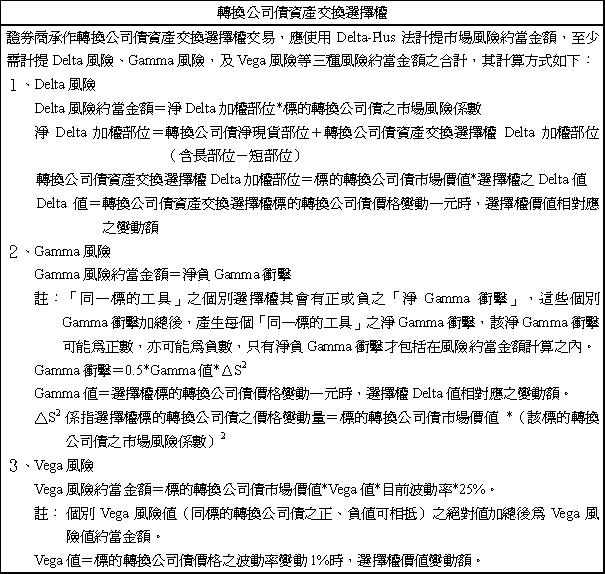 轉換公司債資產交換選擇權
證券商承作轉換公司債資產交換選擇權交易，應使用 Delta-Plus 法計提市場風險約當金額，至少
需計提 Delta 風險、Gamma 風險，及 Vega 風險等三種風險約當金額之合計，其計算方式如下：
1、Delta 風險
Delta 風險約當金額＝淨 Delta 加權部位*標的轉換公司債之市場風險係數
淨 Delta 加權部位＝轉換公司債淨現貨部位＋轉換公司債資產交換選擇權 Delta 加權部位
（含長部位－短部位）
轉換公司債資產交換選擇權 Delta 加權部位＝標的轉換公司債市場價值*選擇權之 Delta 值
Delta 值＝轉換公司債資產交換選擇權標的轉換公司債價格變動一元時，選擇權價值相對應
之變動額
2、Gamma 風險
Gamma 風險約當金額＝淨負 Gamma 衝擊
註：「同一標的工具」之個別選擇權其會有正或負之「淨 Gamma 衝擊」，這些個別
Gamma 衝擊加總後，產生每個「同一標的工具」之淨 Gamma 衝擊，該淨 Gamma 衝擊
可能為正數，亦可能為負數，只有淨負 Gamma 衝擊才包括在風險約當金額計算之內。
Gamma 衝擊＝0.5*Gamma 值*△S²
Gamma 值＝選擇權標的轉換公司債價格變動一元時，選擇權 Delta 值相對應之變動額。
△S² 係指選擇權標的轉換公司債之價格變動量＝標的轉換公司債市場價值 *（該標的轉換
公司債之市場風險係數）²
3、Vega 風險
Vega 風險約當金額＝標的轉換公司債市場價值*Vega 值*目前波動率*25%。
註： 個別 Vega 風險值（同標的轉換公司債之正、負值可相抵）之絕對值加總後為 Vega 風
險值約當金額。
Vega 值＝標的轉換公司債價格之波動率變動 1%時，選擇權價值變動額。